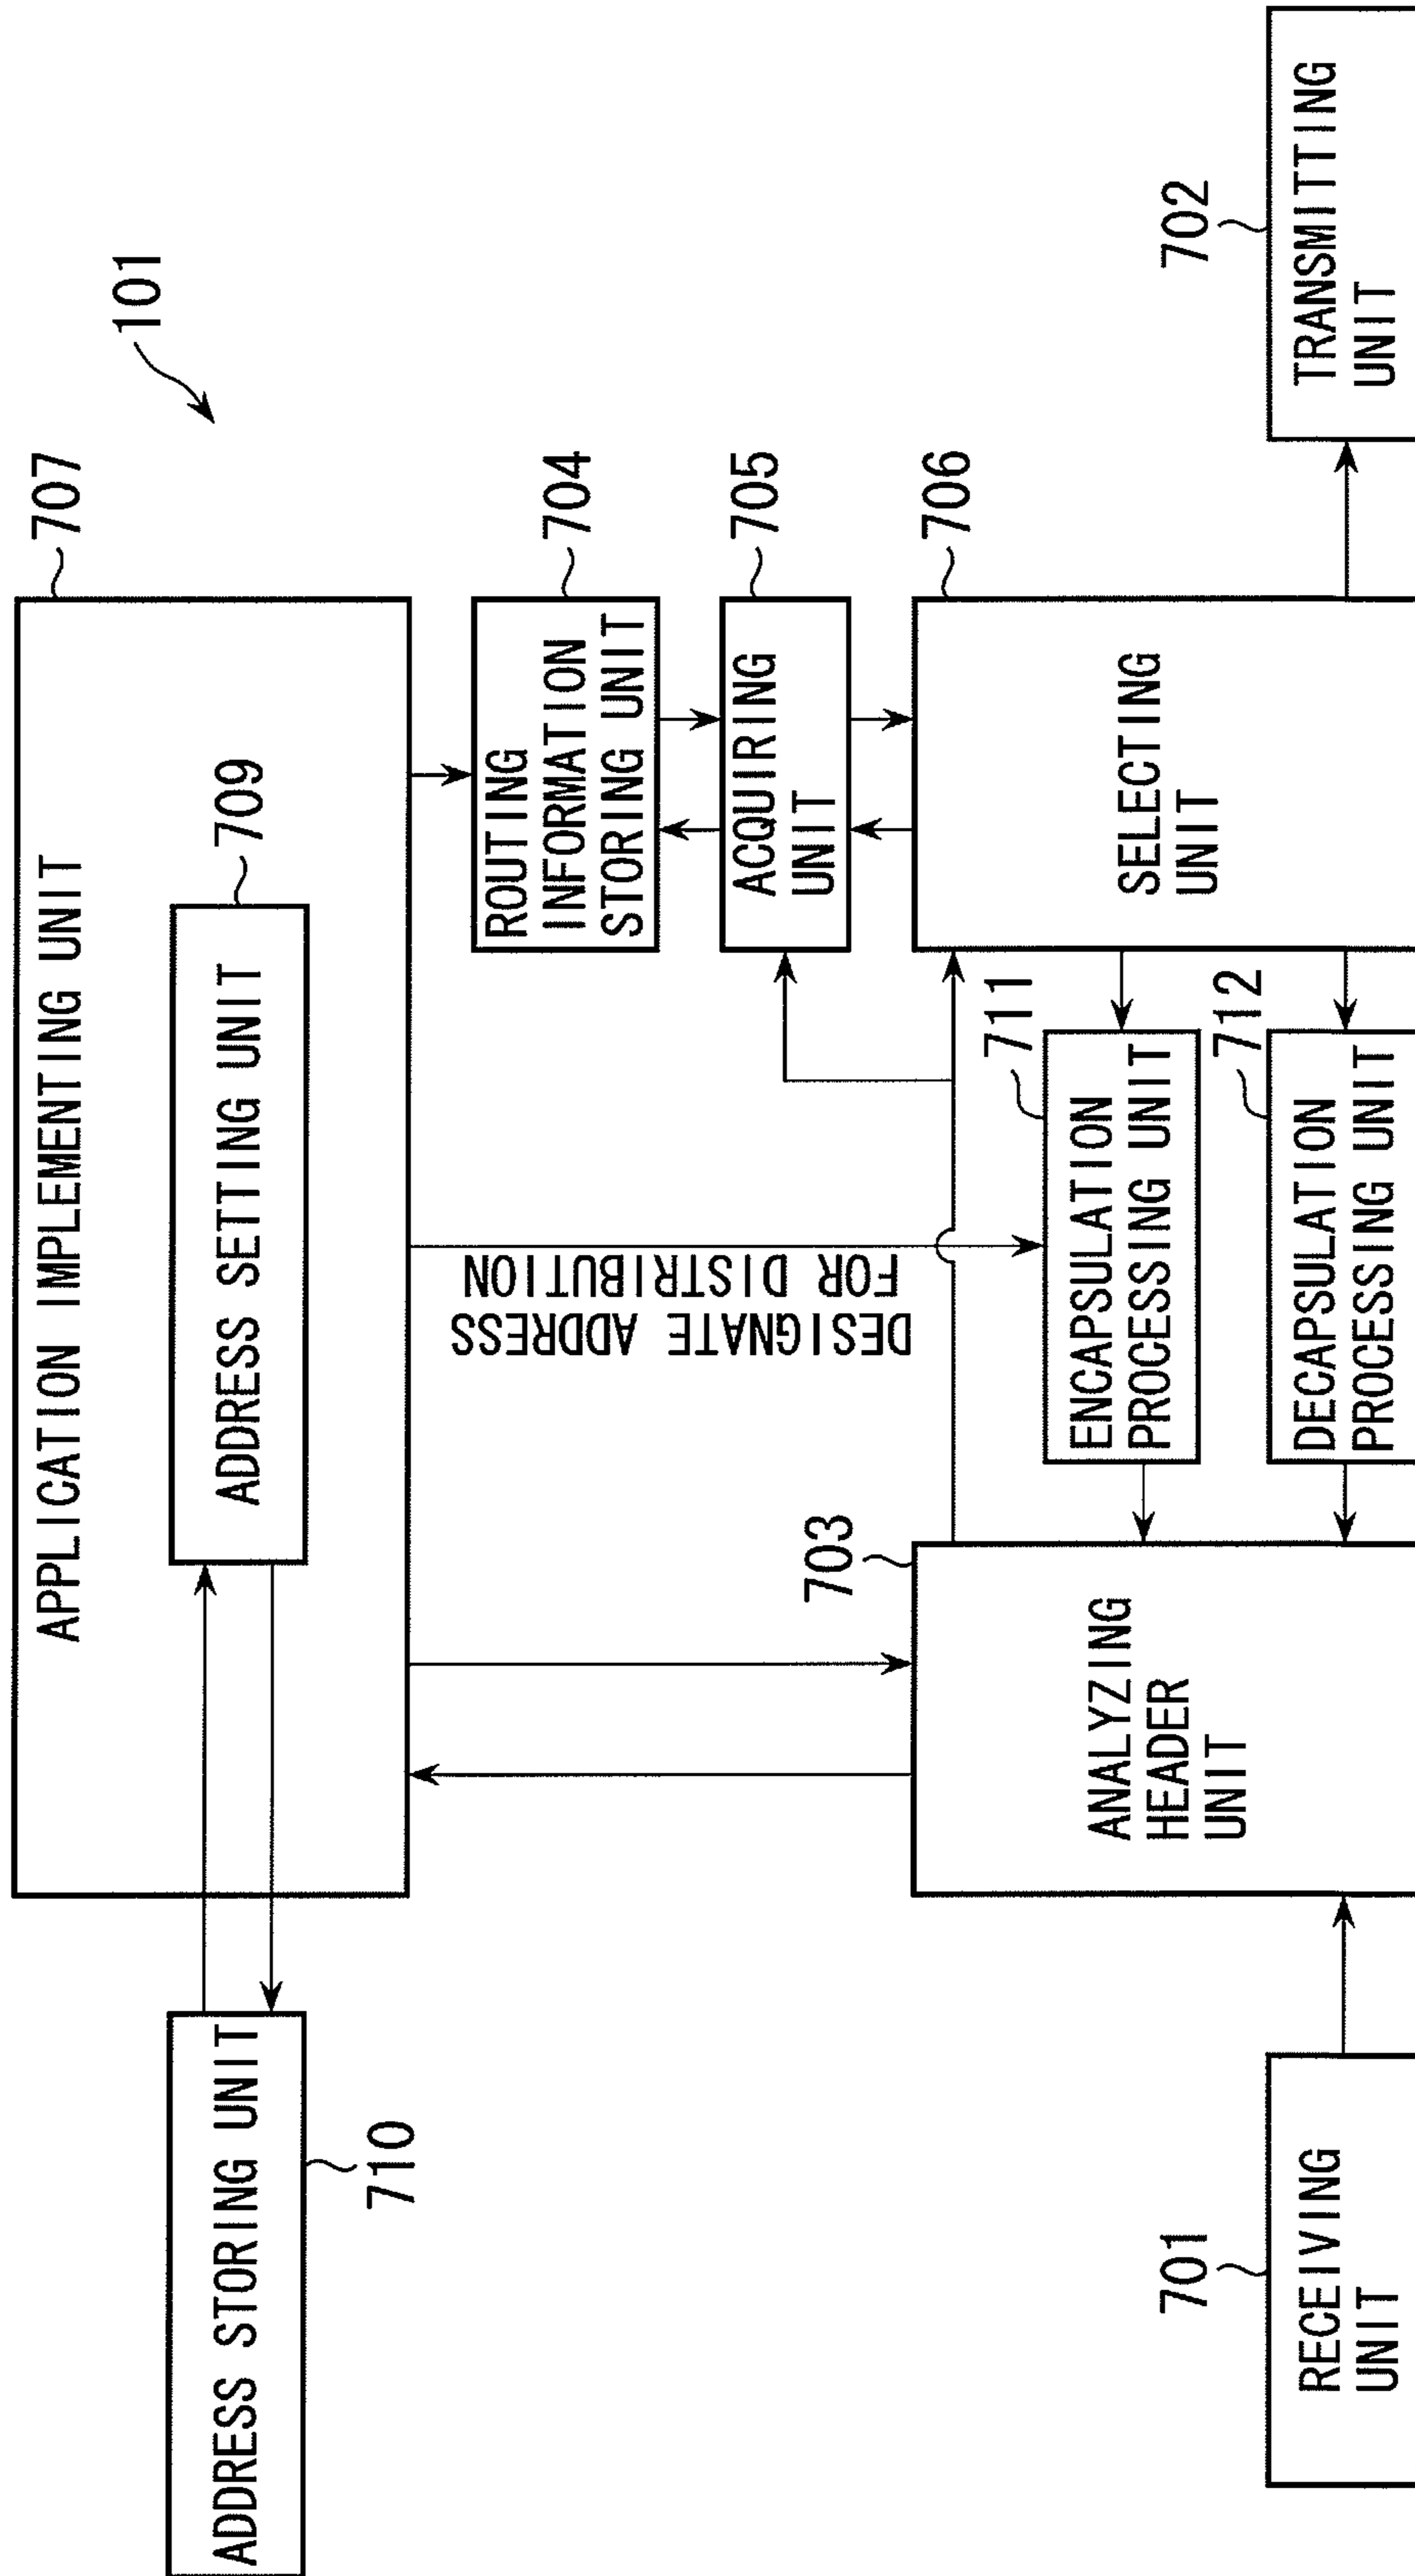 101
707
APPLICATION IMPLEMENTING UNIT
709
ADDRESS SETTING UNIT
ADDRESS STORING UNIT
710
704
ROUTING
INFORMATION
STORING UNIT
705
ACQUIRING
UNIT
706
SELECTING
UNIT
DESIGNATE ADDRESS
FOR DISTRIBUTION
711
ENCAPSULATION
PROCESSING UNIT
712
DECAPSULATION
PROCESSING UNIT
703
ANALYZING
HEADER
UNIT
701
RECEIVING
UNIT
702
TRANSMITTING
UNIT